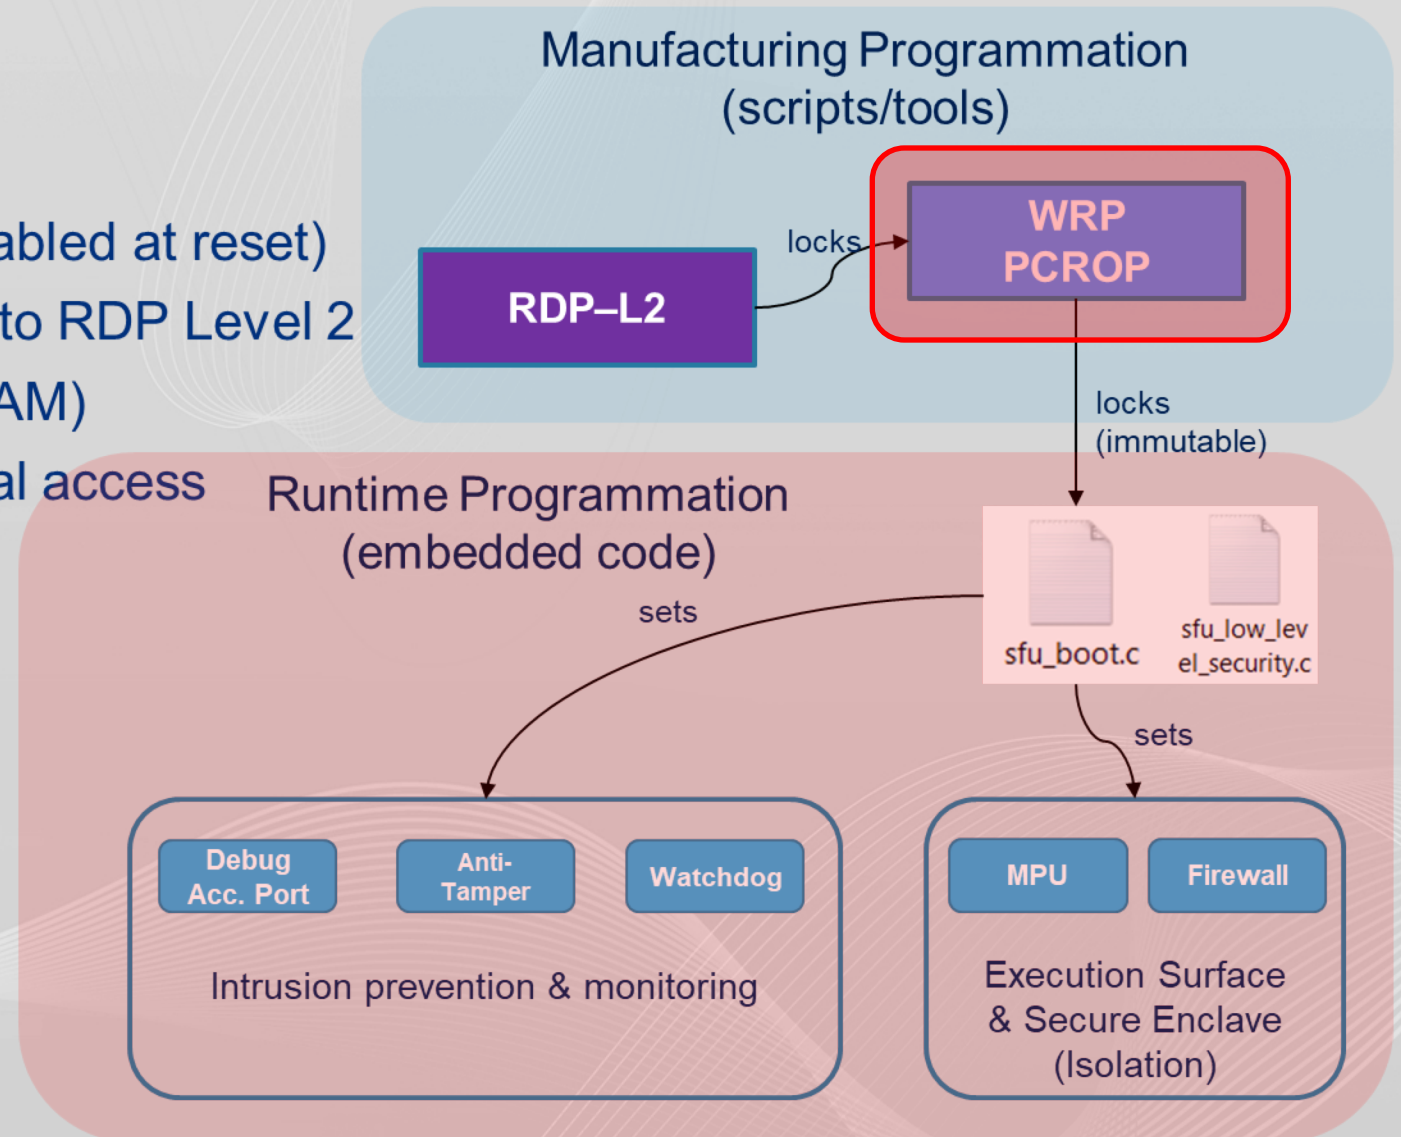 Manufacturing Programmation
(scripts/tools)
WRP
PCROP
locks
RDP–L2
abled at reset)
to RDP Level 2
AM)
al access
locks
(immutable)
Runtime Programmation
(embedded code)
sets
sfu_boot.c
sfu_low_lev
el_security.c
sets
Debug
Acc. Port
Anti-
Tamper
Watchdog
Intrusion prevention & monitoring
MPU
Firewall
Execution Surface
& Secure Enclave
(Isolation)